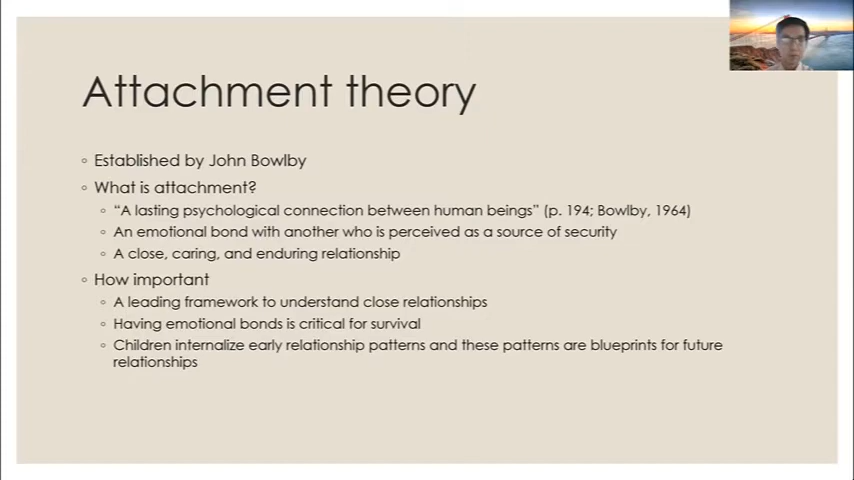 Attachment theory
Established by John Bowlby
What is attachment?
“A lasting psychological connection between human beings” (p. 194; Bowlby, 1964)
An emotional bond with another who is perceived as a source of security
A close, caring, and enduring relationship
How important
A leading framework to understand close relationships
Having emotional bonds is critical for survival
Children internalize early relationship patterns and these patterns are blueprints for future
relationships